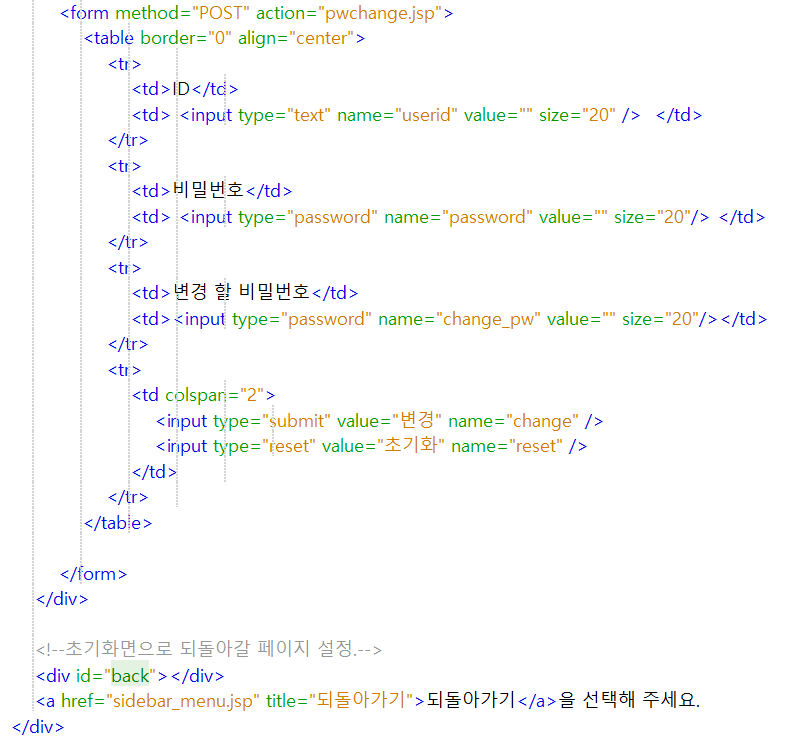 <form method="POST" action="pwchange.jsp">
<table border="0" align="center">
<tr>
<td>ID</td>
<td> <input type="text" name="userid" value="" size="20" />  </td>
</tr>
<tr>
<td>비밀번호</td>
<td> <input type="password" name="password" value="" size="20"/> </td>
</tr>
<tr>
<td>변경 할 비밀번호</td>
<td><input type="password" name="change_pw" value="" size="20"/></td>
</tr>
<tr>
<td colspan="2">
<input type="submit" value="변경" name="change" />
<input type="reset" value="초기화" name="reset" />
</td>
</tr>
</table>
</form>
</div>
<!--초기화면으로 되돌아갈 페이지 설정.-->
<div id="back"></div>
<a href="sidebar_menu.jsp" title="되돌아가기">되돌아가기</a>을 선택해 주세요.
</div>